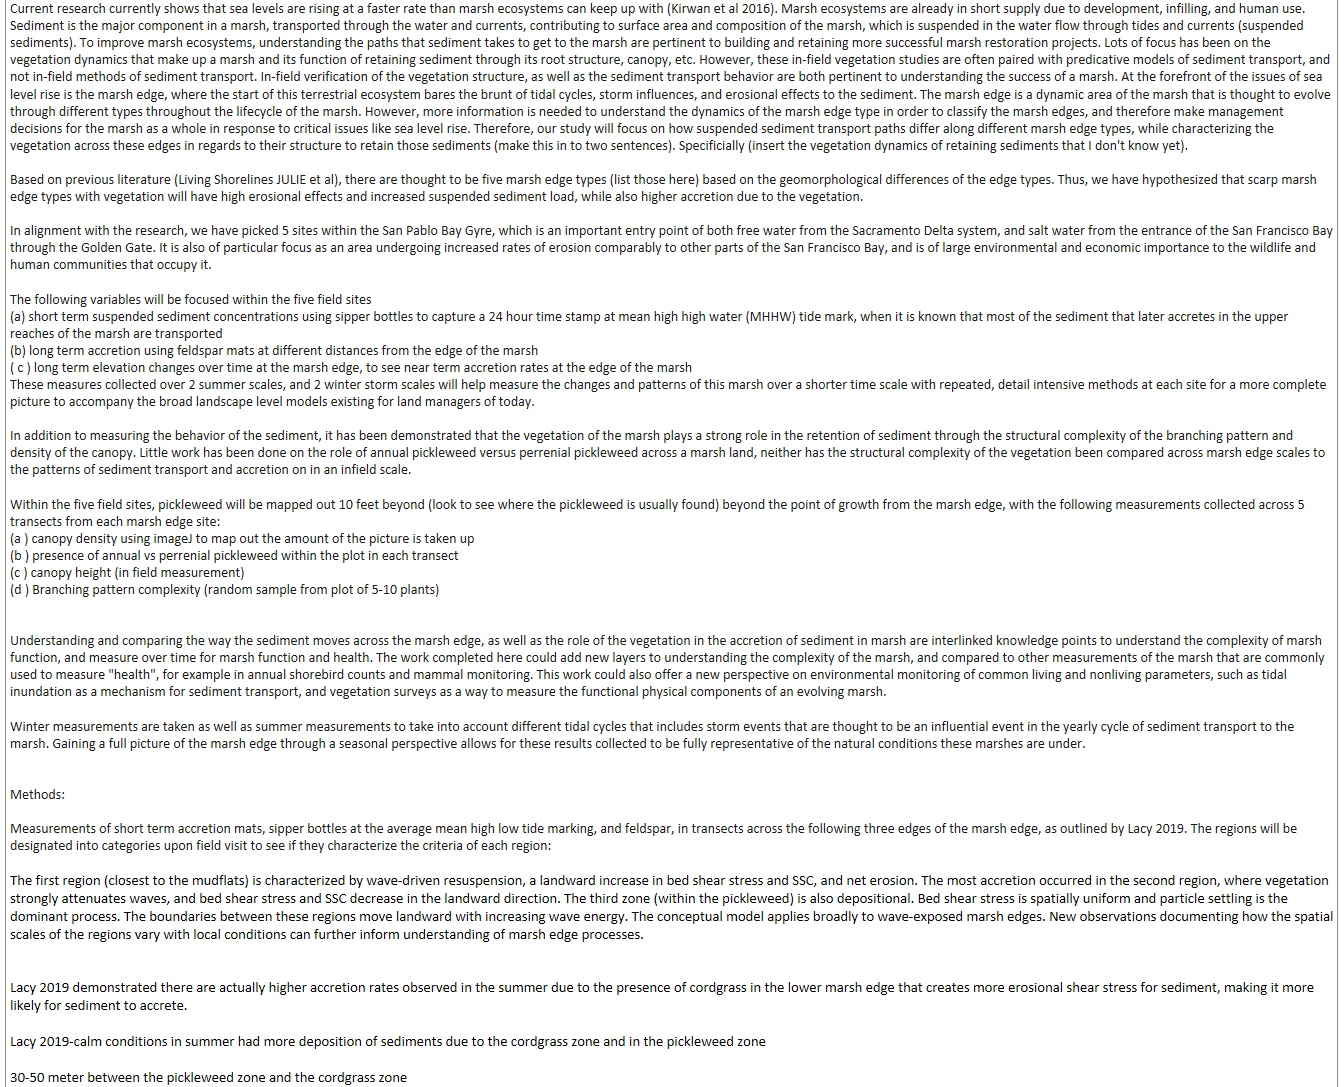 Current research currently shows that sea levels are rising at a faster rate than marsh ecosystems can keep up with (Kirwan et al 2016). Marsh ecosystems are already in short supply due to development, infilling, and human use.
Sediment is the major component in a marsh, transported through the water and currents, contributing to surface area and composition of the marsh, which is suspended in the water flow through tides and currents (suspended
sediments). To improve marsh ecosystems, understanding the paths that sediment takes to get to the marsh are pertinent to building and retaining more successful marsh restoration projects. Lots of focus has been on the
vegetation dynamics that make up a marsh and its function of retaining sediment through its root structure, canopy, etc. However, these in-field vegetation studies are often paired with predicative models of sediment transport, and
not in-field methods of sediment transport. In-field verification of the vegetation structure, as well as the sediment transport behavior are both pertinent to understanding the success of a marsh. At the forefront of the issues of sea
level rise is the marsh edge, where the start of this terrestrial ecosystem bares the brunt of tidal cycles, storm influences, and erosional effects to the sediment. The marsh edge is a dynamic area of the marsh that is thought to evolve
through different types throughout the lifecycle of the marsh. However, more information is needed to understand the dynamics of the marsh edge type in order to classify the marsh edges, and therefore make management
decisions for the marsh as a whole in response to critical issues like sea level rise. Therefore, our study will focus on how suspended sediment transport paths differ along different marsh edge types, while characterizing the
vegetation across these edges in regards to their structure to retain those sediments (make this in to two sentences). Specificially (insert the vegetation dynamics of retaining sediments that I don't know yet).
Based on previous literature (Living Shorelines JULIE et al), there are thought to be five marsh edge types (list those here) based on the geomorphological differences of the edge types. Thus, we have hypothesized that scarp marsh
edge types with vegetation will have high erosional effects and increased suspended sediment load, while also higher accretion due to the vegetation.
In alignment with the research, we have picked 5 sites within the San Pablo Bay Gyre, which is an important entry point of both free water from the Sacramento Delta system, and salt water from the entrance of the San Francisco Bay
through the Golden Gate. It is also of particular focus as an area undergoing increased rates of erosion comparably to other parts of the San Francisco Bay, and is of large environmental and economic importance to the wildlife and
human communities that occupy it.
The following variables will be focused within the five field sites
(a) short term suspended sediment concentrations using sipper bottles to capture a 24 hour time stamp at mean high high water (MHHW) tide mark, when it is known that most of the sediment that later accretes in the upper
reaches of the marsh are transported
(b) long term accretion using feldspar mats at different distances from the edge of the marsh
( c ) long term elevation changes over time at the marsh edge, to see near term accretion rates at the edge of the marsh
These measures collected over 2 summer scales, and 2 winter storm scales will help measure the changes and patterns of this marsh over a shorter time scale with repeated, detail intensive methods at each site for a more complete
picture to accompany the broad landscape level models existing for land managers of today.
In addition to measuring the behavior of the sediment, it has been demonstrated that the vegetation of the marsh plays a strong role in the retention of sediment through the structural complexity of the branching pattern and
density of the canopy. Little work has been done on the role of annual pickleweed versus perrenial pickleweed across a marsh land, neither has the structural complexity of the vegetation been compared across marsh edge scales to
the patterns of sediment transport and accretion on in an infield scale.
Within the five field sites, pickleweed will be mapped out 10 feet beyond (look to see where the pickleweed is usually found) beyond the point of growth from the marsh edge, with the following measurements collected across 5
transects from each marsh edge site:
(a ) canopy density using imageJ to map out the amount of the picture is taken up
(b ) presence of annual vs perrenial pickleweed within the plot in each transect
(c ) canopy height (in field measurement)
(d ) Branching pattern complexity (random sample from plot of 5-10 plants)
Understanding and comparing the way the sediment moves across the marsh edge, as well as the role of the vegetation in the accretion of sediment in marsh are interlinked knowledge points to understand the complexity of marsh
function, and measure over time for marsh function and health. The work completed here could add new layers to understanding the complexity of the marsh, and compared to other measurements of the marsh that are commonly
used to measure "health", for example in annual shorebird counts and mammal monitoring. This work could also offer a new perspective on environmental monitoring of common living and nonliving parameters, such as tidal
inundation as a mechanism for sediment transport, and vegetation surveys as a way to measure the functional physical components of an evolving marsh.
Winter measurements are taken as well as summer measurements to take into account different tidal cycles that includes storm events that are thought to be an influential event in the yearly cycle of sediment transport to the
marsh. Gaining a full picture of the marsh edge through a seasonal perspective allows for these results collected to be fully representative of the natural conditions these marshes are under.
Methods:
Measurements of short term accretion mats, sipper bottles at the average mean high low tide marking, and feldspar, in transects across the following three edges of the marsh edge, as outlined by Lacy 2019. The regions will be
designated into categories upon field visit to see if they characterize the criteria of each region:
The first region (closest to the mudflats) is characterized by wave-driven resuspension, a landward increase in bed shear stress and SSC, and net erosion. The most accretion occurred in the second region, where vegetation
strongly attenuates waves, and bed shear stress and SSC decrease in the landward direction. The third zone (within the pickleweed) is also depositional. Bed shear stress is spatially uniform and particle settling is the
dominant process. The boundaries between these regions move landward with increasing wave energy. The conceptual model applies broadly to wave-exposed marsh edges. New observations documenting how the spatial
scales of the regions vary with local conditions can further inform understanding of marsh edge processes.
Lacy 2019 demonstrated there are actually higher accretion rates observed in the summer due to the presence of cordgrass in the lower marsh edge that creates more erosional shear stress for sediment, making it more
likely for sediment to accrete.
Lacy 2019-calm conditions in summer had more deposition of sediments due to the cordgrass zone and in the pickleweed zone
30-50 meter between the pickleweed zone and the cordgrass zone